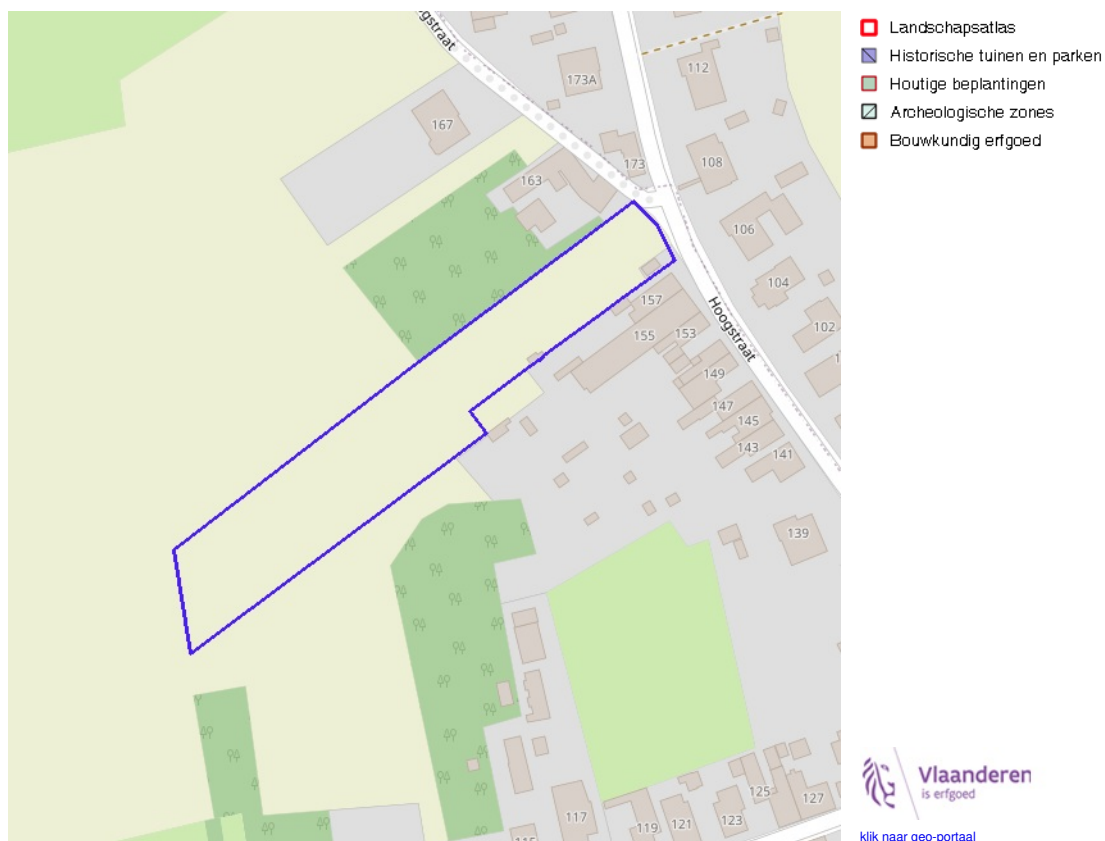 ogstraat
173A
112
167
173
108
163
106
104
157
102
155
153
Hoogstraat
149
147
145
143
141
139
125
127
117
119
121
123
115
Landschapsatlas
Historische tuinen en parken
Houtige beplantingen
Archeologische zones
Bouwkundig erfgoed
Vlaanderen
is erfgoed
klik naar geo-portaal